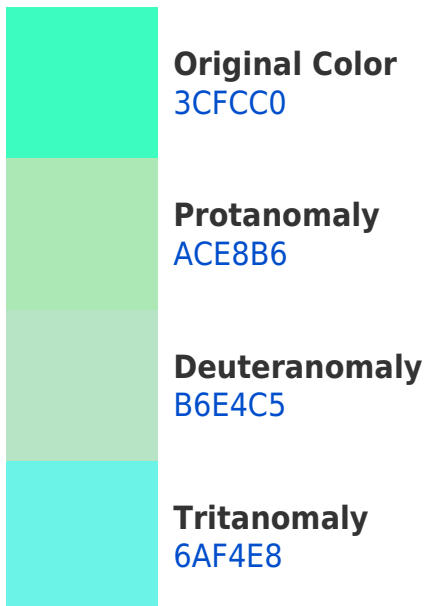 Original Color
3CFCC0
Protanomaly
ACE8B6
Deuteranomaly
B6E4C5
Tritanomaly
6AF4E8